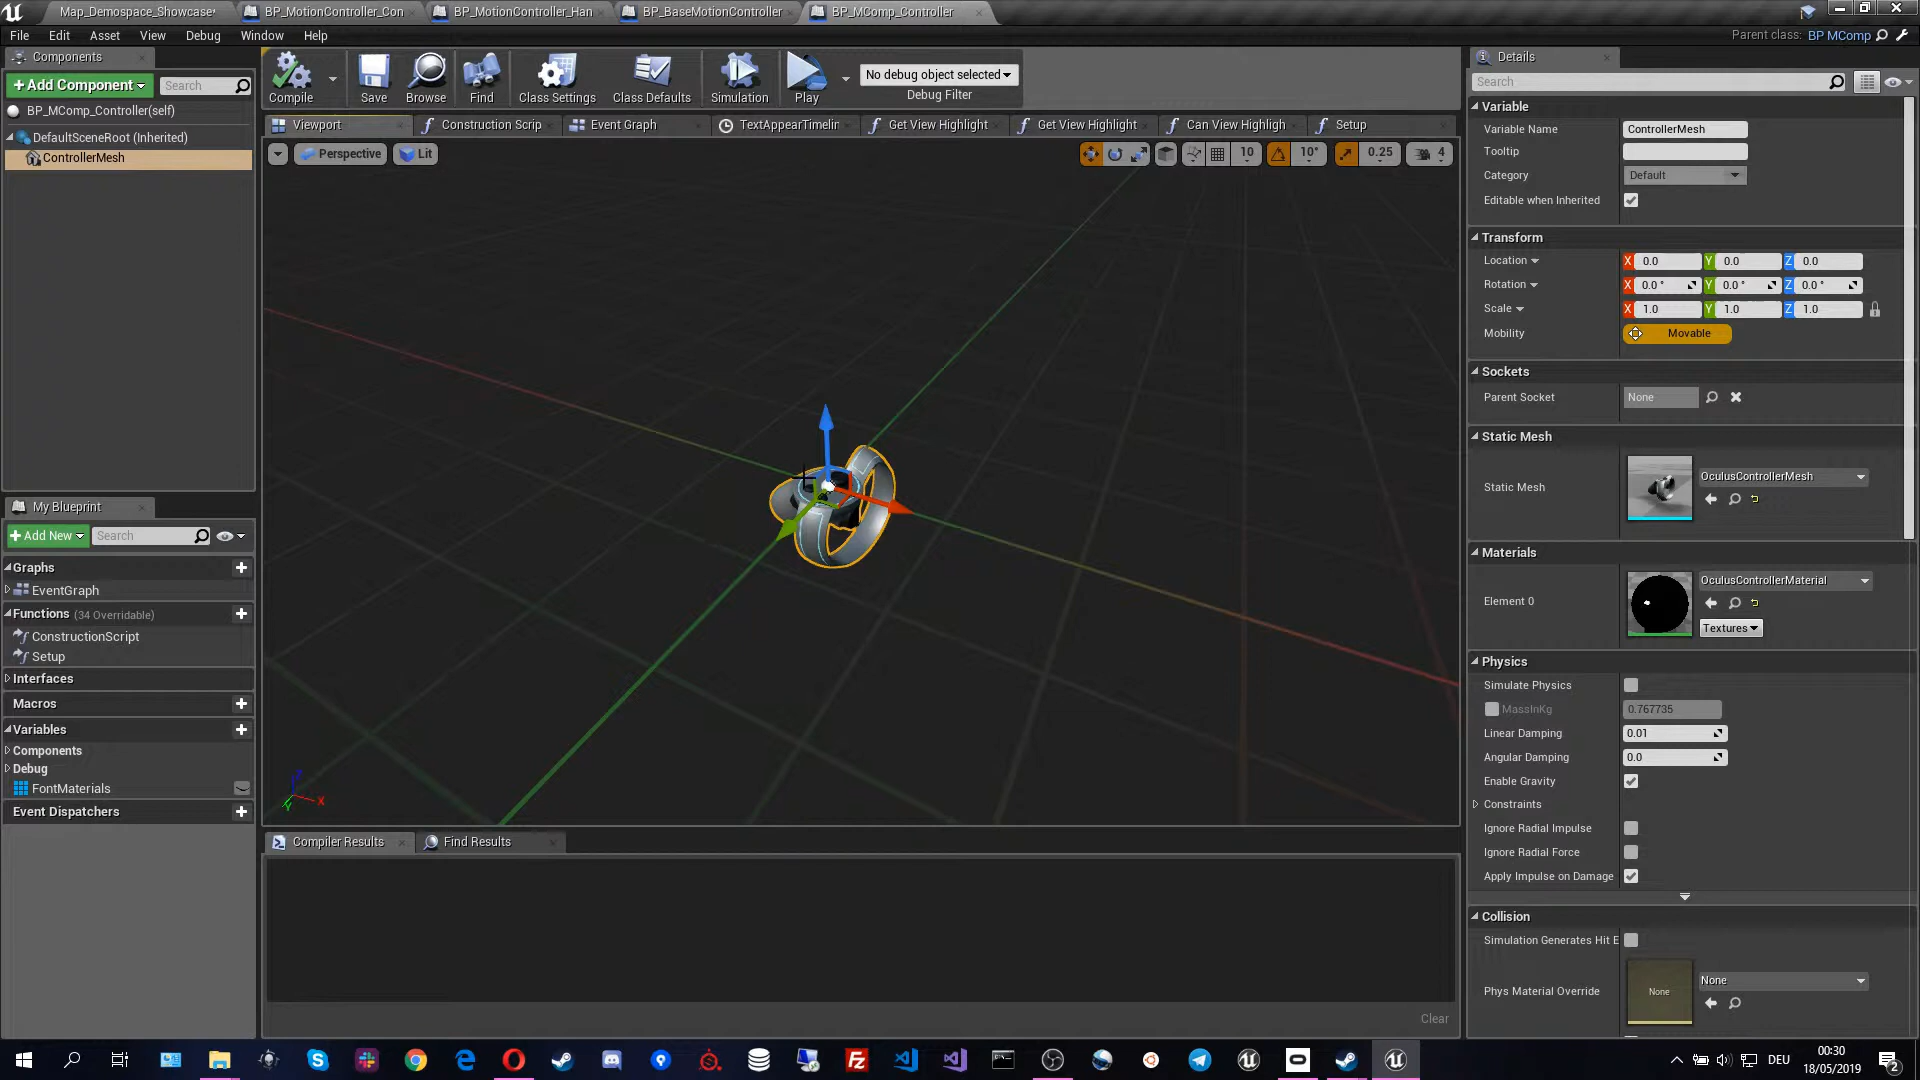 Map_Demospace_Showcase*
BP_MotionController_Con
BP_MotionController_Han
BP_BaseMotionController
BP_MComp_Controller
File
Edit
Asset
View
Debug
Window
Help
Parent class:
BP MComp
Components
+Add Component
Search
BP_MComp_Controller(self)
DefaultSceneRoot (Inherited)
ControllerMesh
Compile
Save
Browse
Find
Class Settings
Class Defaults
Simulation
Play
No debug object selected
Debug Filter
Viewport
Construction Scrip
Event Graph
TextAppearTimelin
Get View Highlight
Get View Highlight
Can View Highligh
Setup
Perspective
Lit
10
10°
0.25
4
Z
X
Y
My Blueprint
+Add New
Search
Graphs
EventGraph
Functions (34 Overridable)
ConstructionScript
Setup
Interfaces
Macros
Variables
Components
Debug
FontMaterials
Event Dispatchers
Compiler Results
Find Results
Clear
Details
Search
Variable
Variable Name
ControllerMesh
Tooltip
Category
Default
Editable when Inherited
Transform
Location
X 0.0 Y 0.0 Z 0.0
Rotation
X 0.0 ° Y 0.0 ° Z 0.0 °
Scale
X 1.0 Y 1.0 Z 1.0
Mobility
Movable
Sockets
Parent Socket
None
Static Mesh
Static Mesh
OculusControllerMesh
Materials
Element 0
OculusControllerMaterial
Textures
Physics
Simulate Physics
MassInKg
0.767735
Linear Damping
0.01
Angular Damping
0.0
Enable Gravity
Constraints
Ignore Radial Impulse
Ignore Radial Force
Apply Impulse on Damage
Collision
Simulation Generates Hit E
Phys Material Override
None
None
DEU
00:30
18/05/2019
2